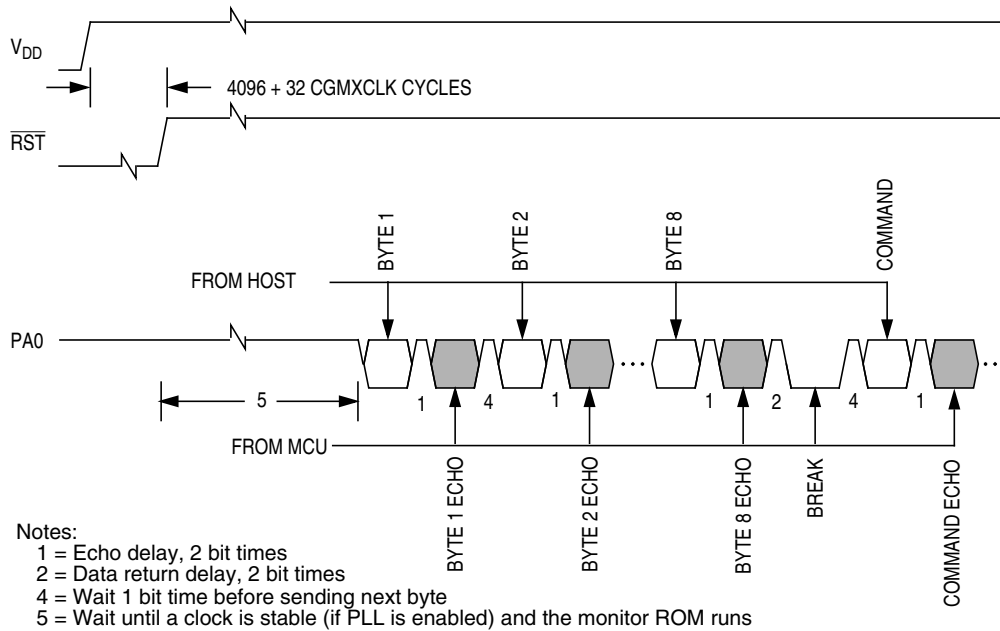 VDD
4096 + 32 CGMXCLK CYCLES
RST
BYTE 1
BYTE 2
BYTE 8
COMMAND
FROM HOST
PA0
1
4
1
1
2
4
1
5
FROM MCU
BYTE 1 ECHO
BYTE 2 ECHO
BYTE 8 ECHO
BREAK
COMMAND ECHO
Notes:
1 = Echo delay, 2 bit times
2 = Data return delay, 2 bit times
4 = Wait 1 bit time before sending next byte
5 = Wait until a clock is stable (if PLL is enabled) and the monitor ROM runs